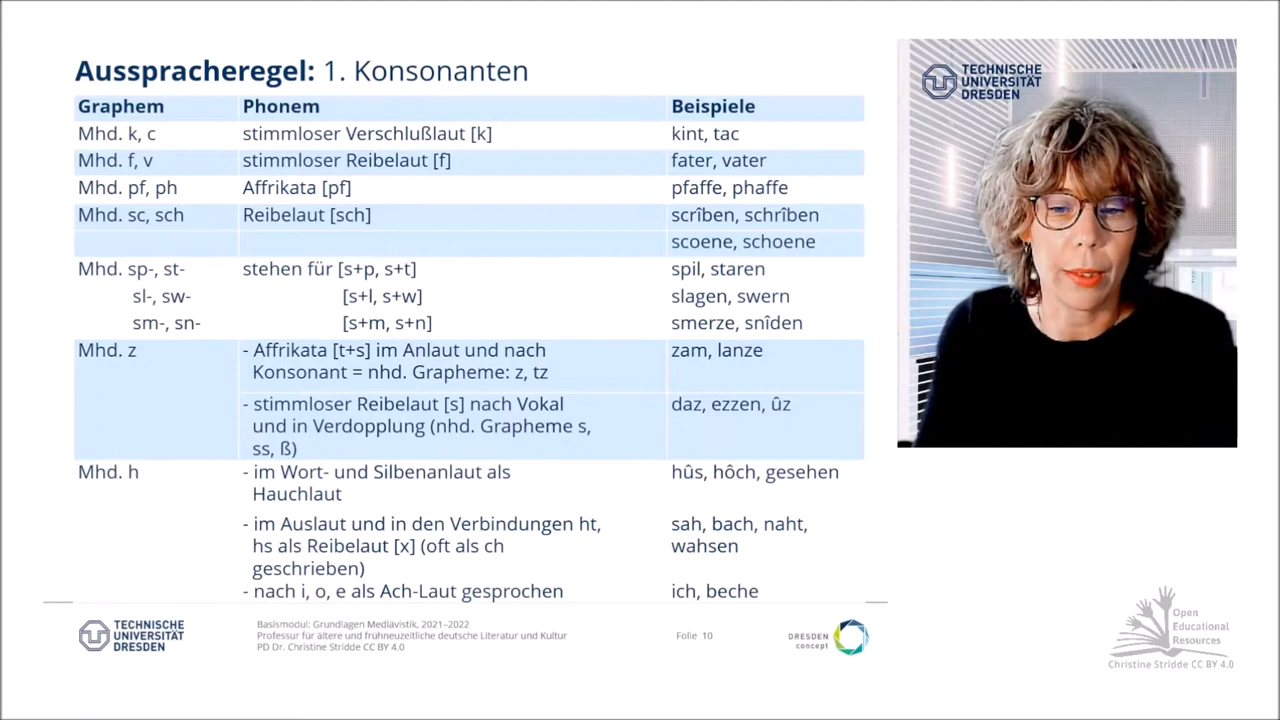 Ausspracheregel: 1. Konsonanten
Graphem Phonem Beispiele
Mhd. k, c stimmloser Verschlußlaut [k] kint, tac
Mhd. f, v stimmloser Reibelaut [f] fater, vater
Mhd. pf, ph Affrikata [pf] pfaffe, phaffe
Mhd. sc, sch Reibelaut [sch] scrîben, schrîben
scoene, schoene
Mhd. sp-, st- stehen für [s+p, s+t] spil, staren
sl-, sw- [s+l, s+w] slagen, swern
sm-, sn- [s+m, s+n] smerze, snîden
Mhd. z - Affrikata [t+s] im Anlaut und nach zam, lanze
Konsonant = nhd. Grapheme: z, tz
- stimmloser Reibelaut [s] nach Vokal daz, ezzen, ûz
und in Verdopplung (nhd. Grapheme s,
ss, ß)
Mhd. h - im Wort- und Silbenanlaut als hûs, hôch, gesehen
Hauchlaut
- im Auslaut und in den Verbindungen ht, sah, bach, naht,
hs als Reibelaut [x] (oft als ch wahsen
geschrieben)
- nach i, o, e als Ach-Laut gesprochen ich, beche
TECHNISCHE
UNIVERSITÄT
DRESDEN
TECHNISCHE
UNIVERSITÄT
DRESDEN
Basismodul: Grundlagen Mediävistik, 2021–2022
Professur für ältere und frühneuzeitliche deutsche Literatur und Kultur
PD Dr. Christine Stridde CC BY 4.0
Folie 10
DRESDEN
concept
Open
Educational
Resources
Christine Stridde CC BY 4.0